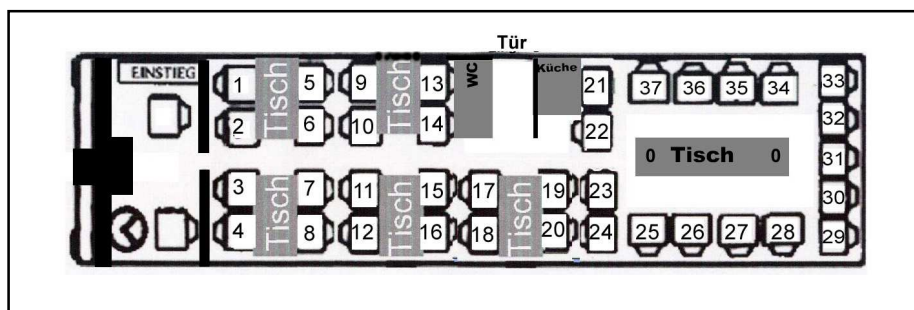 Tür
EINSTIEG
1 Tisch 5 9 Tisch 13 WC Küche 21 37 36 35 34 33
2 6 10 14 22 32
0 Tisch 0 31
3 Tisch 7 11 Tisch 15 17 Tisch 19 23 30
4 8 12 16 18 20 24 25 26 27 28 29